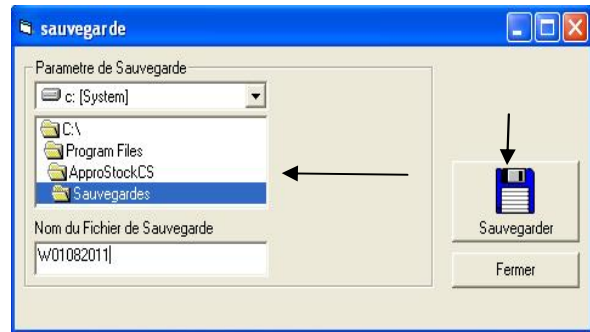 sauvegarde
Parametre de Sauvegarde
c: [System]
C:\
Program Files
ApproStockCS
Sauvegardes
Nom du Fichier de Sauvegarde
W01082011
Sauvegarder
Fermer